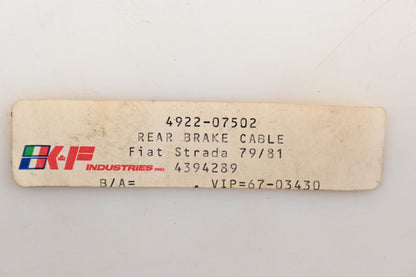 4922-07502
REAR BRAKE CABLE
Fiat Strada 79/81
K&F
INDUSTRIES INC.
4394289
B/A= . VIP=67-03430